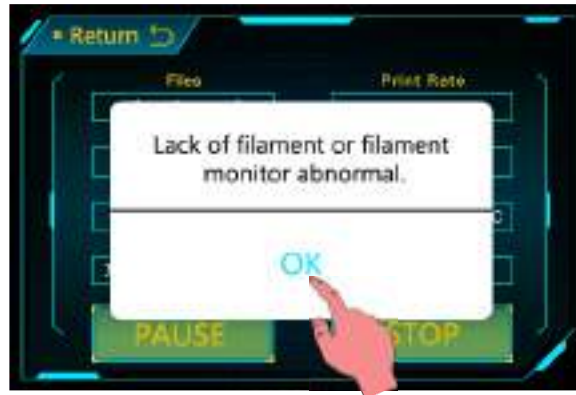 Return
Files
Print Rate
Lack of filament or filament
monitor abnormal.
OK
PAUSE
STOP